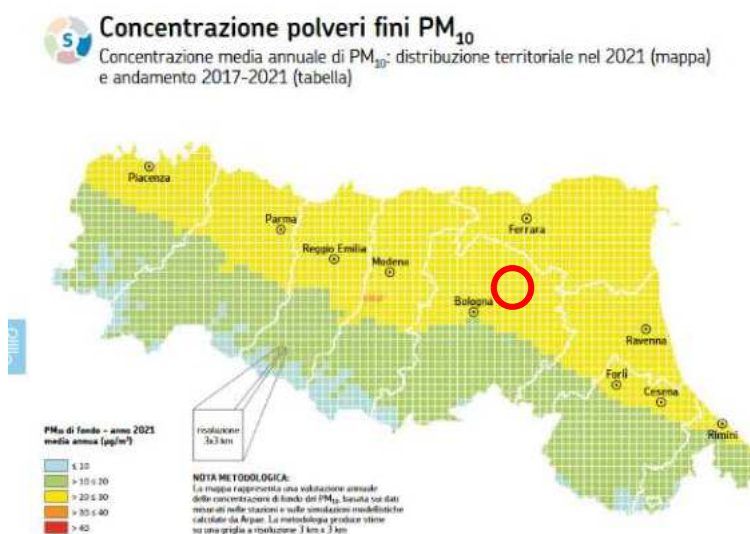 S
Concentrazione polveri fini PM10
Concentrazione media annuale di PM10: distribuzione territoriale nel 2021 (mappa)
e andamento 2017-2021 (tabella)
Piacenza
Parma
Reggio Emilia
Modena
Ferrara
Bologna
Ravenna
Forlì
Cesena
Rimini
PM10 di fondo - anno 2021
media annua (µg/m³)
≤ 10
> 10 ≤ 20
> 20 ≤ 30
> 30 ≤ 40
> 40
risoluzione
3x3 km
NOTA METODOLOGICA:
La mappa rappresenta una valutazione annuale
delle concentrazioni di fondo del PM10, basata sui dati
misurati nelle stazioni e sulle simulazioni modellistiche
calcolate da Arpae. La metodologia produce stime
su una griglia a risoluzione 3 km x 3 km